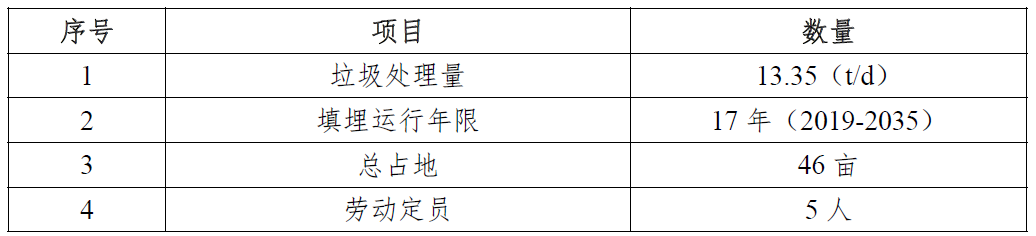 序号 项目 数量
1 垃圾处理量 13.35（t/d）
2 填埋运行年限 17 年（2019-2035）
3 总占地 46 亩
4 劳动定员 5 人